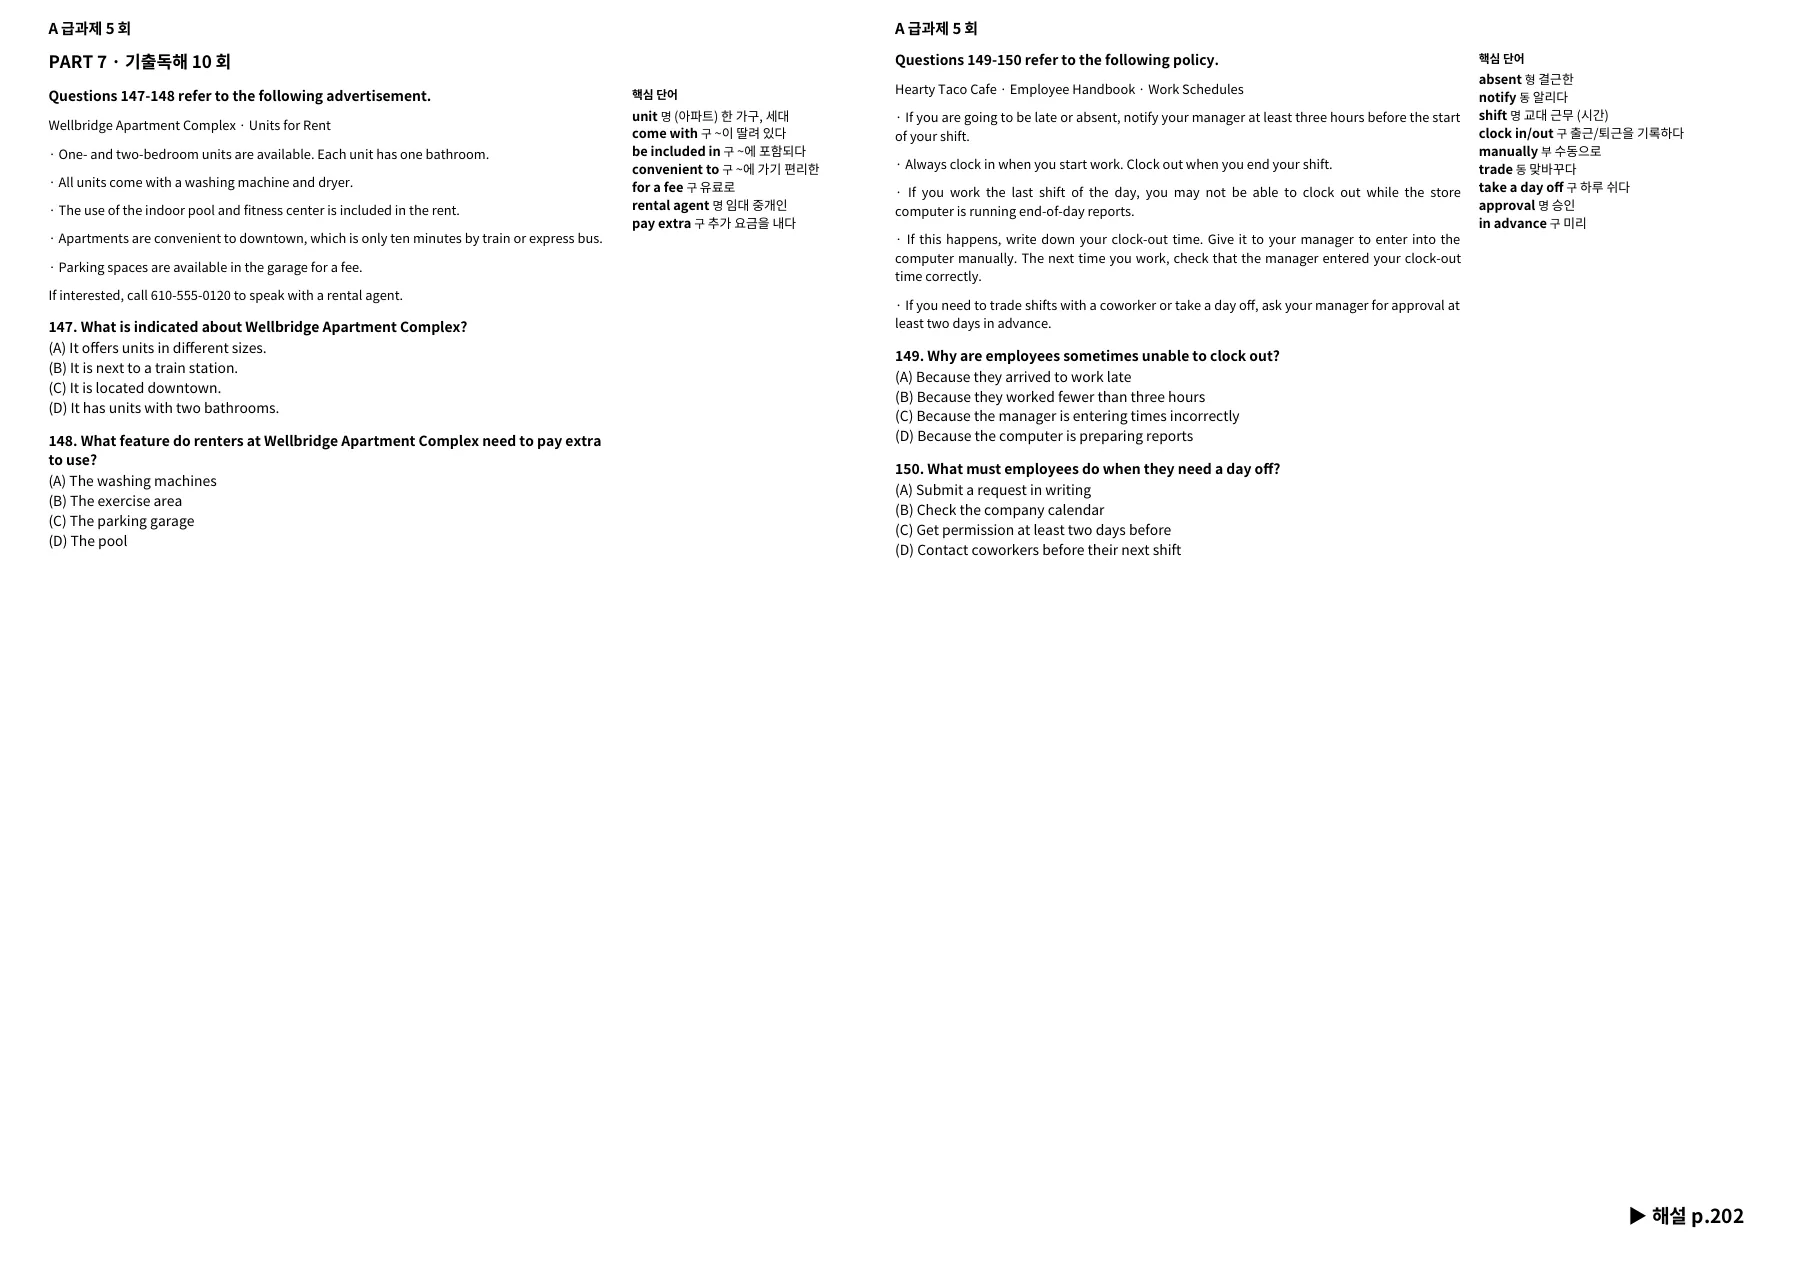 A 급과제 5 회
PART 7 · 기출독해 10 회
Questions 147-148 refer to the following advertisement.
Wellbridge Apartment Complex · Units for Rent
· One- and two-bedroom units are available. Each unit has one bathroom.
· All units come with a washing machine and dryer.
· The use of the indoor pool and fitness center is included in the rent.
· Apartments are convenient to downtown, which is only ten minutes by train or express bus.
· Parking spaces are available in the garage for a fee.
If interested, call 610-555-0120 to speak with a rental agent.
147. What is indicated about Wellbridge Apartment Complex?
(A) It offers units in different sizes.
(B) It is next to a train station.
(C) It is located downtown.
(D) It has units with two bathrooms.
148. What feature do renters at Wellbridge Apartment Complex need to pay extra
to use?
(A) The washing machines
(B) The exercise area
(C) The parking garage
(D) The pool
핵심 단어
unit 명 (아파트) 한 가구, 세대
come with 구 ~이 딸려 있다
be included in 구 ~에 포함되다
convenient to 구 ~에 가기 편리한
for a fee 구 유료로
rental agent 명 임대 중개인
pay extra 구 추가 요금을 내다
A 급과제 5 회
Questions 149-150 refer to the following policy.
Hearty Taco Cafe · Employee Handbook · Work Schedules
· If you are going to be late or absent, notify your manager at least three hours before the start
of your shift.
· Always clock in when you start work. Clock out when you end your shift.
· If you work the last shift of the day, you may not be able to clock out while the store
computer is running end-of-day reports.
· If this happens, write down your clock-out time. Give it to your manager to enter into the
computer manually. The next time you work, check that the manager entered your clock-out
time correctly.
· If you need to trade shifts with a coworker or take a day off, ask your manager for approval at
least two days in advance.
149. Why are employees sometimes unable to clock out?
(A) Because they arrived to work late
(B) Because they worked fewer than three hours
(C) Because the manager is entering times incorrectly
(D) Because the computer is preparing reports
150. What must employees do when they need a day off?
(A) Submit a request in writing
(B) Check the company calendar
(C) Get permission at least two days before
(D) Contact coworkers before their next shift
핵심 단어
absent 형 결근한
notify 동 알리다
shift 명 교대 근무 (시간)
clock in/out 구 출근/퇴근을 기록하다
manually 부 수동으로
trade 동 맞바꾸다
take a day off 구 하루 쉬다
approval 명 승인
in advance 구 미리
▶ 해설 p.202